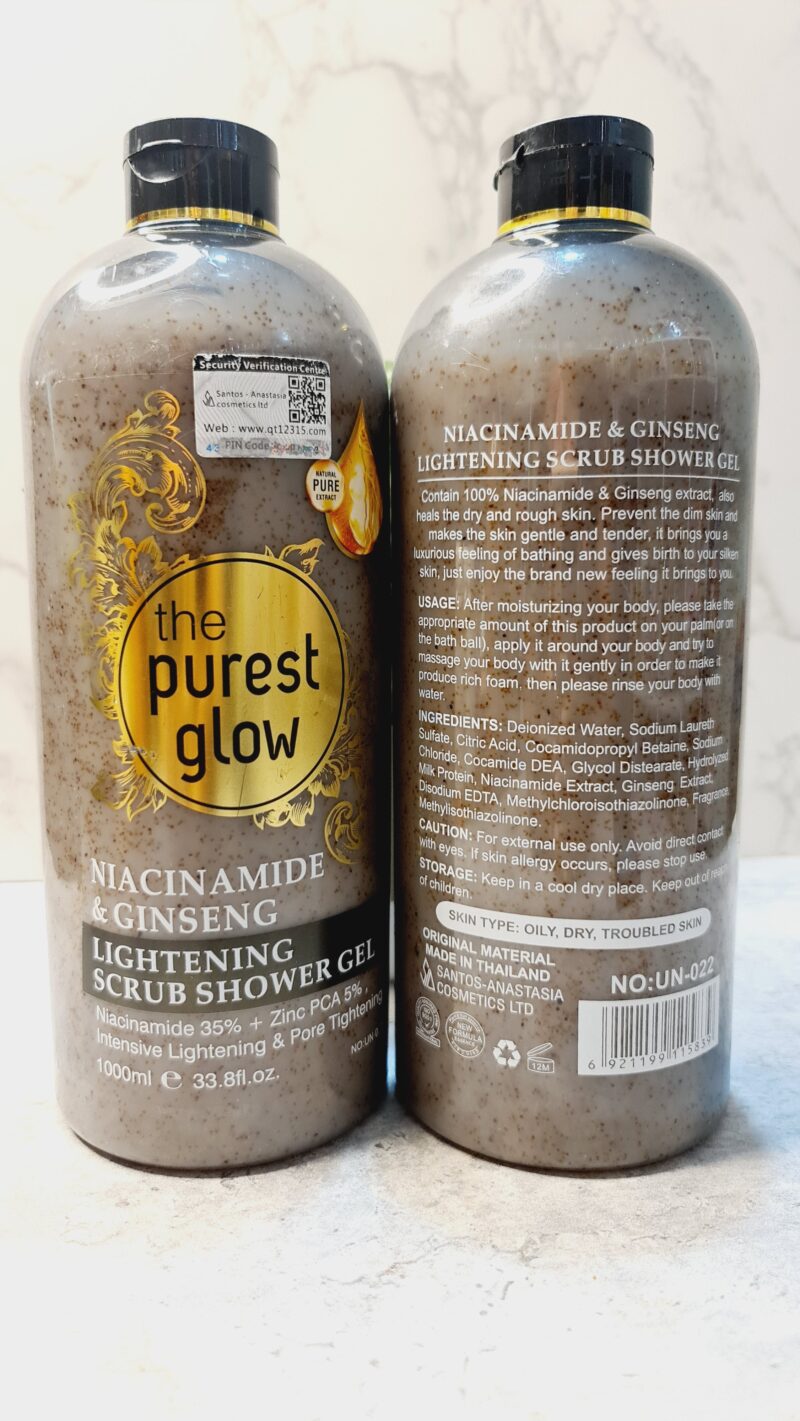 Security Verification Centre
Santos - Anastasia
cosmetics ltd
Web : www.qt12315.com
PIN Code
NATURAL
PURE
EXTRACT
the
purest
glow
NIACINAMIDE
& GINSENG
LIGHTENING
SCRUB SHOWER GEL
Niacinamide 35% + Zinc PCA 5% ,
Intensive Lightening & Pore Tightening
NO:UN 0
1000ml ℮ 33.8fl.oz.
NIACINAMIDE & GINSENG
LIGHTENING SCRUB SHOWER GEL
Contain 100% Niacinamide & Ginseng extract, also
heals the dry and rough skin. Prevent the dim skin and
makes the skin gentle and tender, it brings you a
luxurious feeling of bathing and gives birth to your silken
skin, just enjoy the brand new feeling it brings to you.
USAGE: After moisturizing your body, please take the
appropriate amount of this product on your palm(or on
the bath ball), apply it around your body and try to
massage your body with it gently in order to make it
produce rich foam, then please rinse your body with
water.
INGREDIENTS: Deionized Water, Sodium Laureth
Sulfate, Citric Acid, Cocamidopropyl Betaine, Sodium
Chloride, Cocamide DEA, Glycol Distearate, Hydrolyzed
Milk Protein, Niacinamide Extract, Ginseng Extract,
Disodium EDTA, Methylchloroisothiazolinone, Fragrance,
Methylisothiazolinone.
CAUTION: For external use only. Avoid direct contact
with eyes. If skin allergy occurs, please stop use.
STORAGE: Keep in a cool dry place. Keep out of reach
of children.
SKIN TYPE: OILY, DRY, TROUBLED SKIN
ORIGINAL MATERIAL
MADE IN THAILAND
SANTOS-ANASTASIA
COSMETICS LTD
NO:UN-022
NEW
FORMULA
12M
6 921199 115839